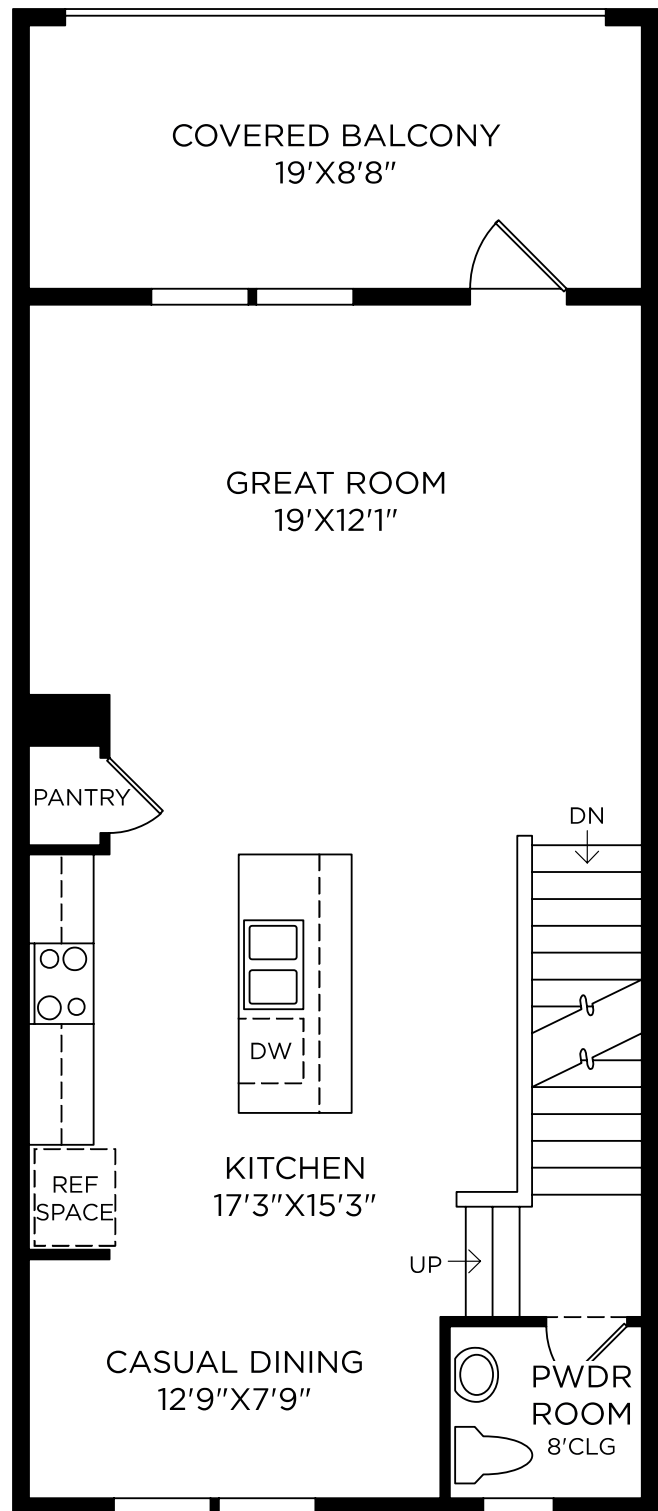 COVERED BALCONY
19'X8'8"
GREAT ROOM
19'X12'1"
PANTRY
DN
DW
KITCHEN
17'3"X15'3"
REF
SPACE
UP
CASUAL DINING
12'9"X7'9"
PWDR
ROOM
8'CLG